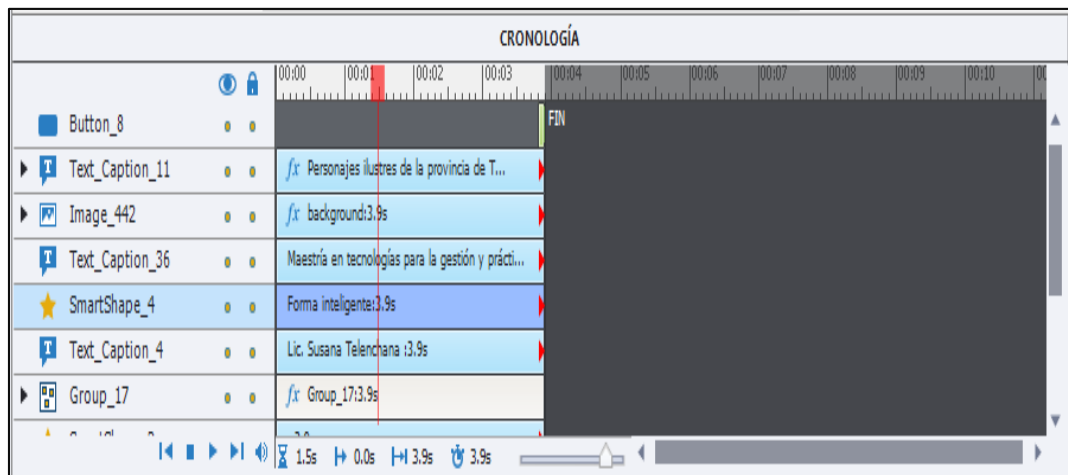 CRONOLOGÍA
00:00 00:01 00:02 00:03 00:04 00:05 00:06 00:07 00:08 00:09 00:10
Button_8 FIN
Text_Caption_11 fx Personajes ilustres de la provincia de T...
Image_442 fx background:3.9s
Text_Caption_36 Maestría en tecnologías para la gestión y prácti...
SmartShape_4 Forma inteligente:3.9s
Text_Caption_4 Lic. Susana Telenchana :3.9s
Group_17 fx Group_17:3.9s
1.5s 0.0s 3.9s 3.9s